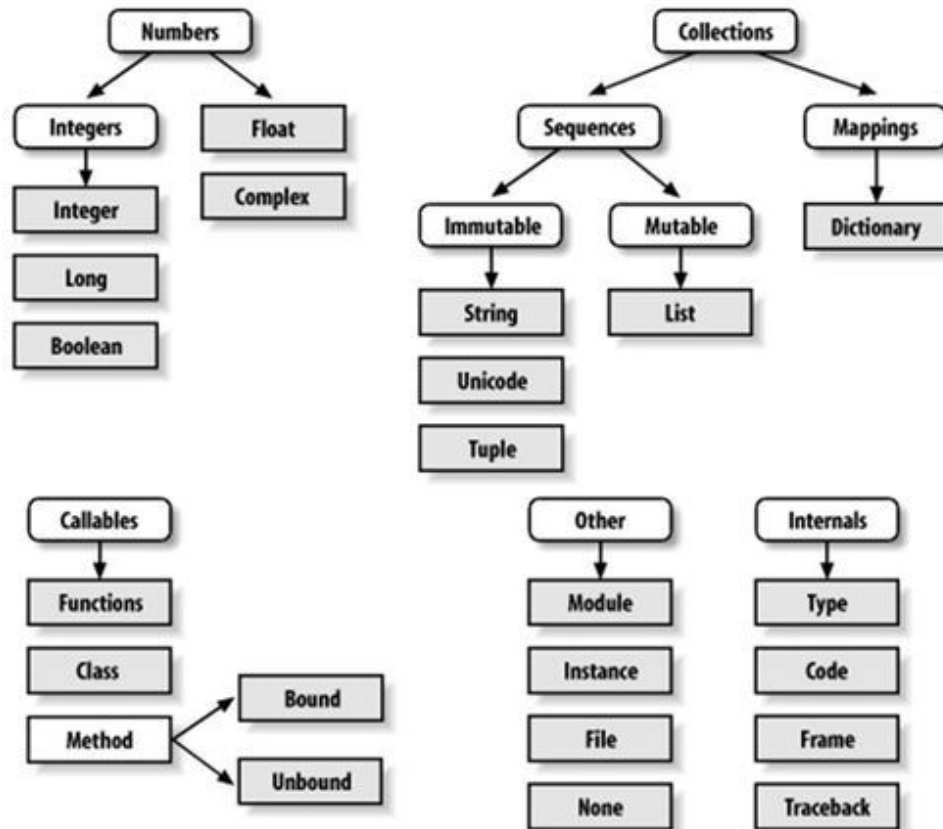 Numbers
Collections
Integers
Float
Sequences
Mappings
Integer
Complex
Immutable
Mutable
Dictionary
Long
String
List
Boolean
Unicode
Tuple
Callables
Other
Internals
Functions
Module
Type
Class
Bound
Instance
Code
Method
Unbound
File
Frame
None
Traceback